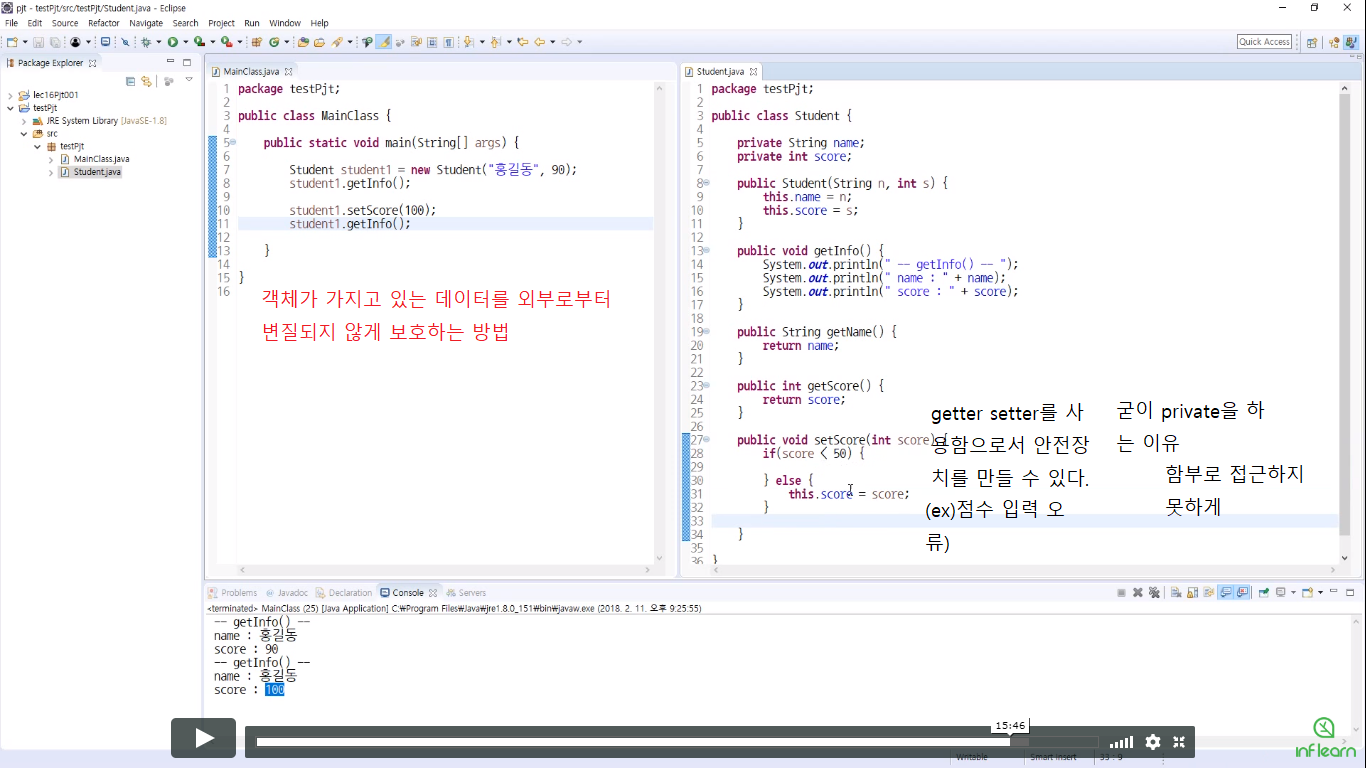 pjt - testPjt/src/testPjt/Student.java - Eclipse
File Edit Source Refactor Navigate Search Project Run Window Help
Quick Access
Package Explorer
lec16Pjt001
testPjt
JRE System Library [JavaSE-1.8]
src
testPjt
MainClass.java
Student.java
MainClass.java
1 package testPjt;
2
3 public class MainClass {
4
5 public static void main(String[] args) {
6
7 Student student1 = new Student("홍길동", 90);
8 student1.getInfo();
9
10 student1.setScore(100);
11 student1.getInfo();
12
13 }
14
15 }
16
객체가 가지고 있는 데이터를 외부로부터
변질되지 않게 보호하는 방법
Student.java
1 package testPjt;
2
3 public class Student {
4
5 private String name;
6 private int score;
7
8 public Student(String n, int s) {
9 this.name = n;
10 this.score = s;
11 }
12
13 public void getInfo() {
14 System.out.println(" -- getInfo() -- ");
15 System.out.println(" name : " + name);
16 System.out.println(" score : " + score);
17 }
18
19 public String getName() {
20 return name;
21 }
22
23 public int getScore() {
24 return score;
25 }
26
27 public void setScore(int score) {
28 if(score < 50) {
29
30 } else {
31 this.score = score;
32 }
33
34 }
35
36 }
getter setter를 사
용함으로서 안전장
치를 만들 수 있다.
(ex)점수 입력 오
류)
굳이 private을 하
는 이유
함부로 접근하지
못하게
Problems Javadoc Declaration Console Servers
<terminated> MainClass (25) [Java Application] C:₩Program Files₩Java₩jre1.8.0_151₩bin₩javaw.exe (2018. 2. 11. 오후 9:25:55)
-- getInfo() --
name : 홍길동
score : 90
-- getInfo() --
name : 홍길동
score : 100
15:46
Writable Smart Insert 33 : 9
inflearn